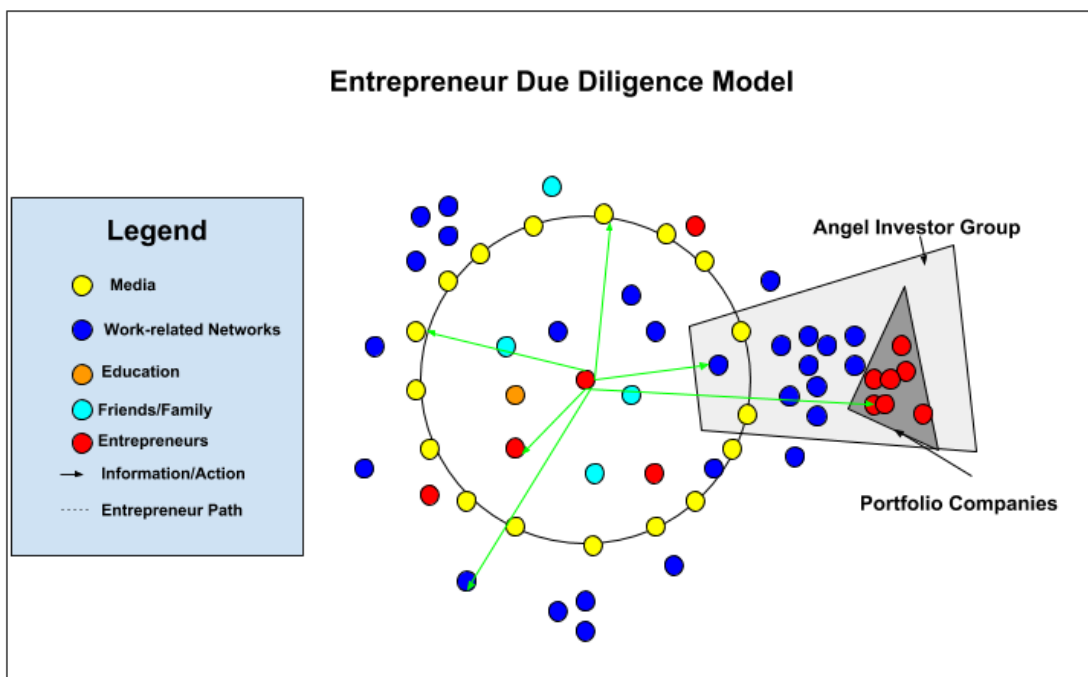 Entrepreneur Due Diligence Model
Legend
Media
Work-related Networks
Education
Friends/Family
Entrepreneurs
Information/Action
Entrepreneur Path
Angel Investor Group
Portfolio Companies